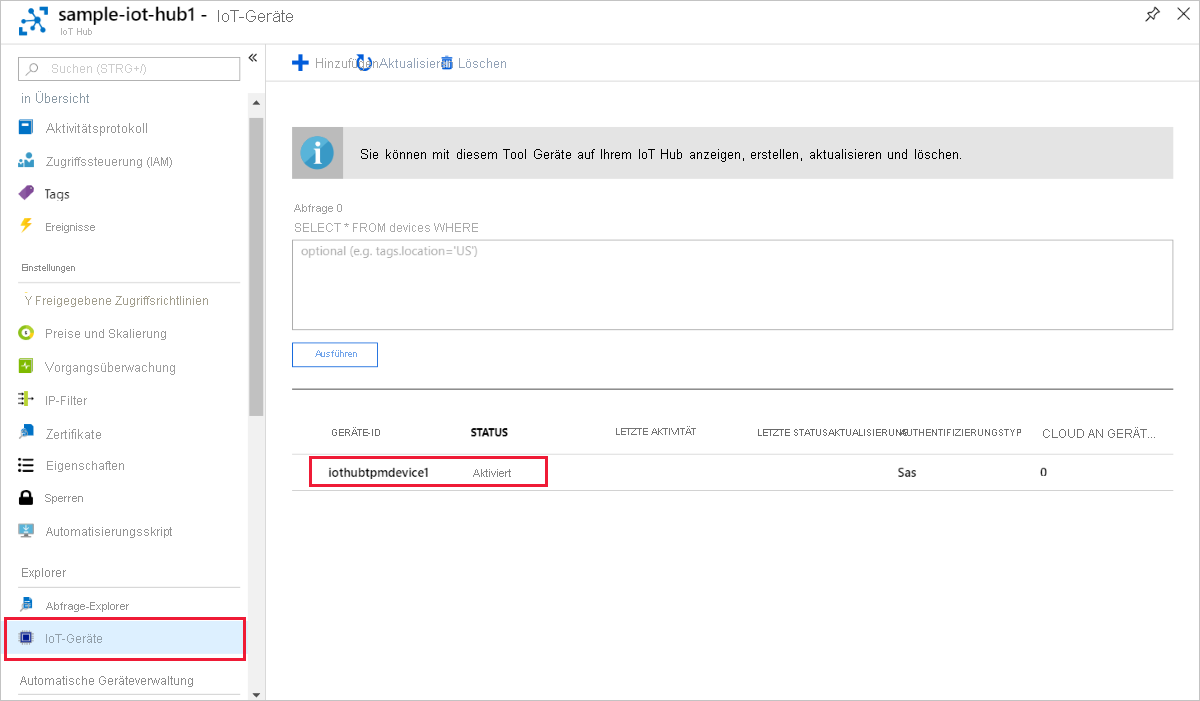 sample-iot-hub1 - IoT-Geräte
IoT Hub
Suchen (STRG+/)
in Übersicht
Aktivitätsprotokoll
Zugriffssteuerung (IAM)
Tags
Ereignisse
Einstellungen
Y Freigegebene Zugriffsrichtlinien
Preise und Skalierung
Vorgangsüberwachung
IP-Filter
Zertifikate
Eigenschaften
Sperren
Automatisierungsskript
Explorer
Abfrage-Explorer
IoT-Geräte
Automatische Geräteverwaltung
Hinzufügen Aktualisieren Löschen
Sie können mit diesem Tool Geräte auf Ihrem IoT Hub anzeigen, erstellen, aktualisieren und löschen.
Abfrage 0
SELECT * FROM devices WHERE
optional (e.g. tags.location='US')
Ausführen
GERÄTE-ID STATUS LETZTE AKTIVITÄT LETZTE STATUSAKTUALISIERUNG AUTHENTIFIZIERUNGSTYP CLOUD AN GERÄT...
iothubtpmdevice1 Aktiviert Sas 0